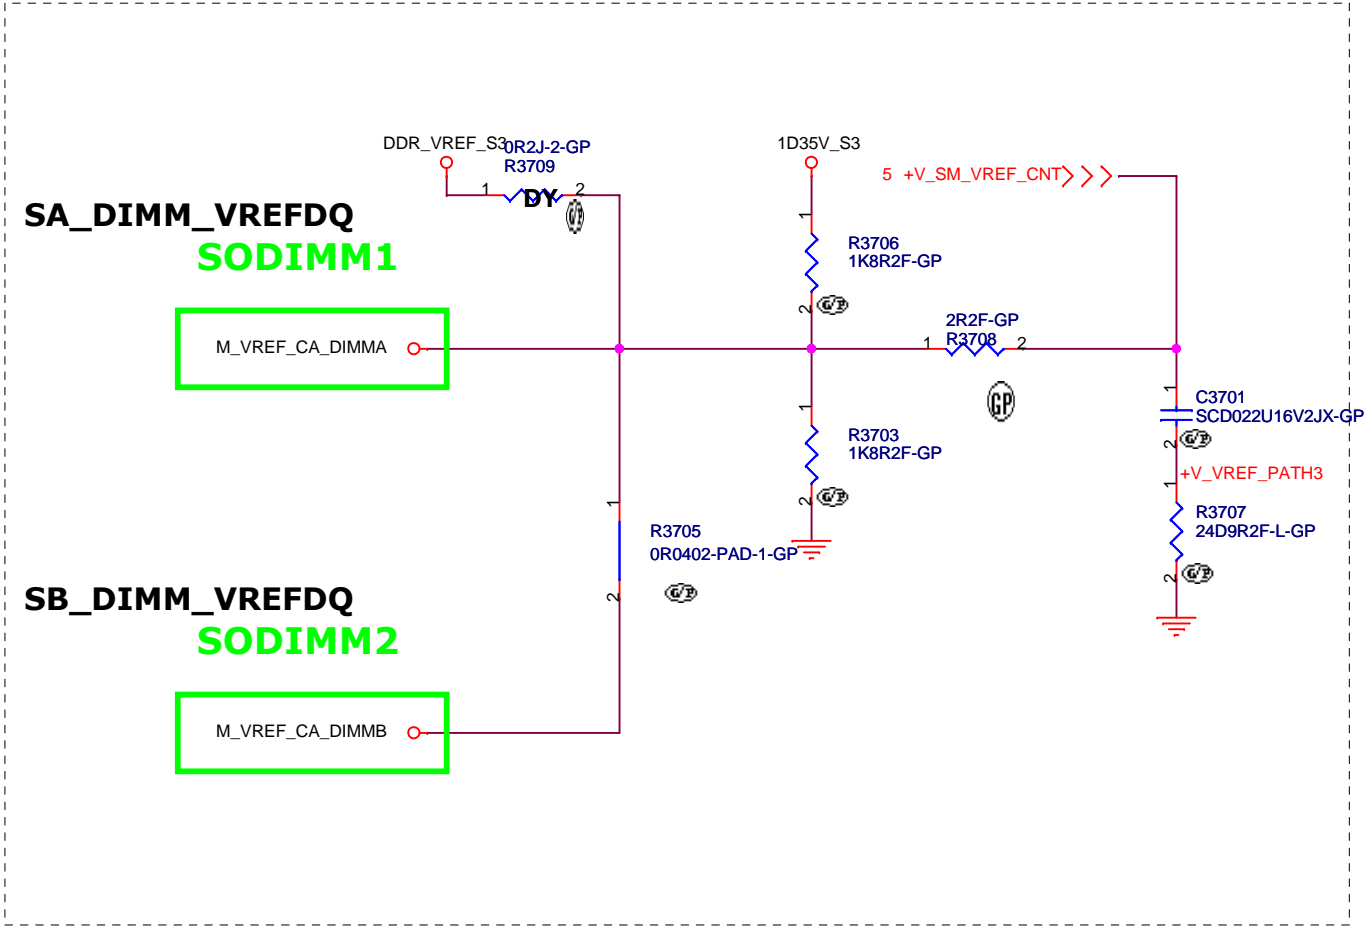 DDR_VREF_S3
0R2J-2-GP
R3709
1
DY
2
G/P
1D35V_S3
5 +V_SM_VREF_CNT
SA_DIMM_VREFDQ
SODIMM1
M_VREF_CA_DIMMA
1
R3706
1K8R2F-GP
2
G/P
2R2F-GP
1
R3708
2
GP
1
C3701
SCD022U16V2JX-GP
2
G/P
1
R3703
1K8R2F-GP
2
G/P
+V_VREF_PATH3
1
R3707
24D9R2F-L-GP
2
G/P
1
R3705
0R0402-PAD-1-GP
2
G/P
SB_DIMM_VREFDQ
SODIMM2
M_VREF_CA_DIMMB